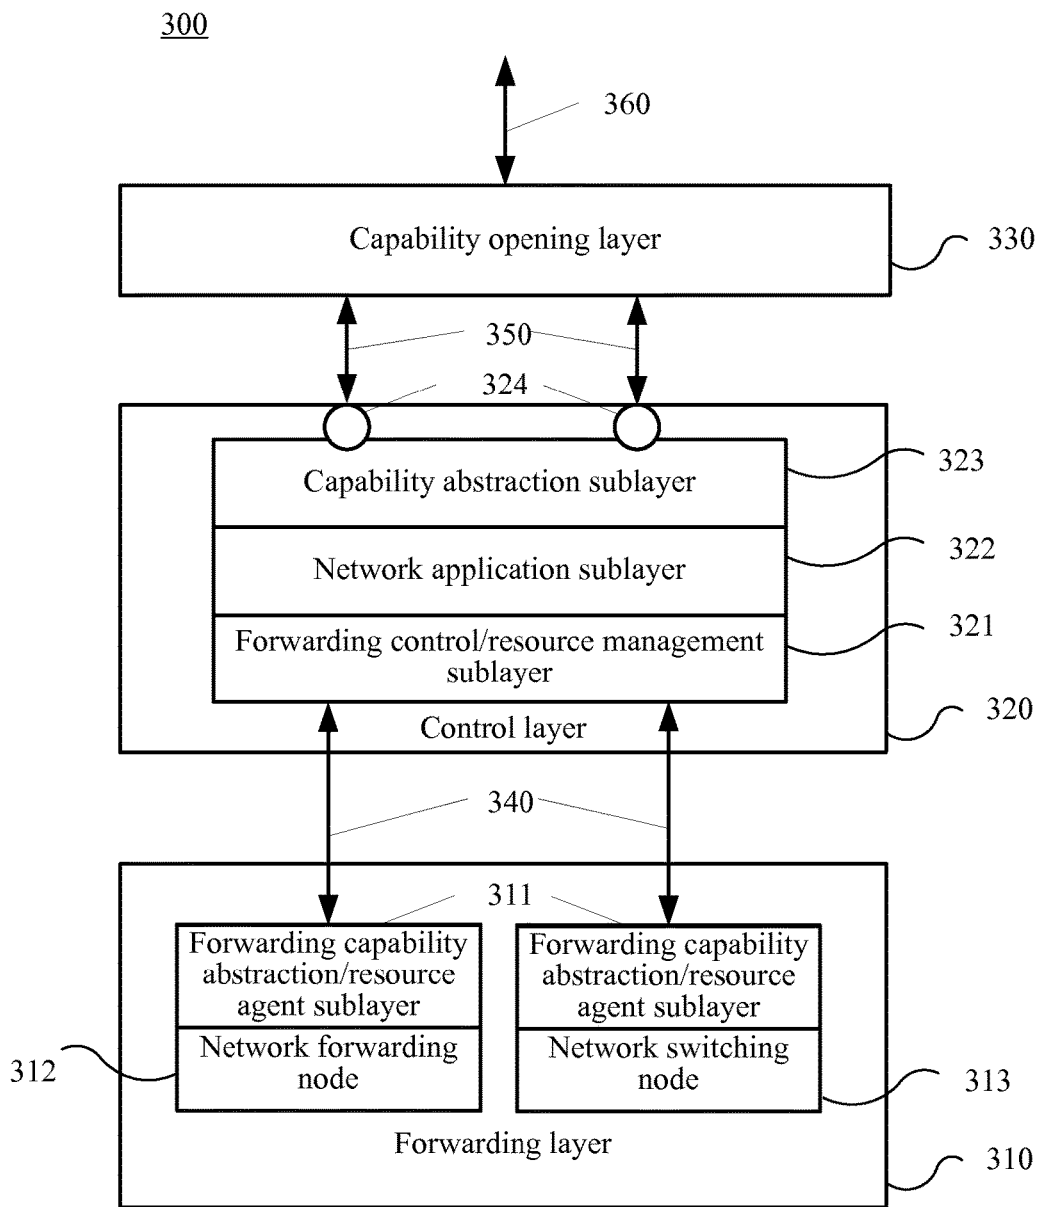 300
360
Capability opening layer
330
350
324
323
Capability abstraction sublayer
322
Network application sublayer
321
Forwarding control/resource management
sublayer
320
Control layer
340
311
Forwarding capability
abstraction/resource
agent sublayer
Forwarding capability
abstraction/resource
agent sublayer
Network forwarding
node
Network switching
node
312
313
Forwarding layer
310